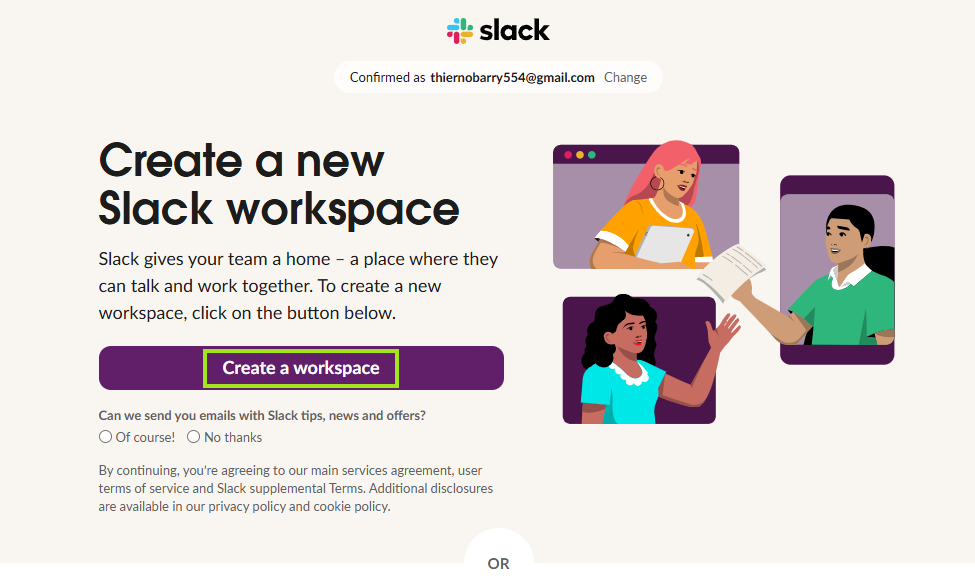 slack
Confirmed as thiernobarry554@gmail.com Change
Create a new
Slack workspace
Slack gives your team a home – a place where they
can talk and work together. To create a new
workspace, click on the button below.
Create a workspace
Can we send you emails with Slack tips, news and offers?
Of course! No thanks
By continuing, you're agreeing to our main services agreement, user
terms of service and Slack supplemental Terms. Additional disclosures
are available in our privacy policy and cookie policy.
OR